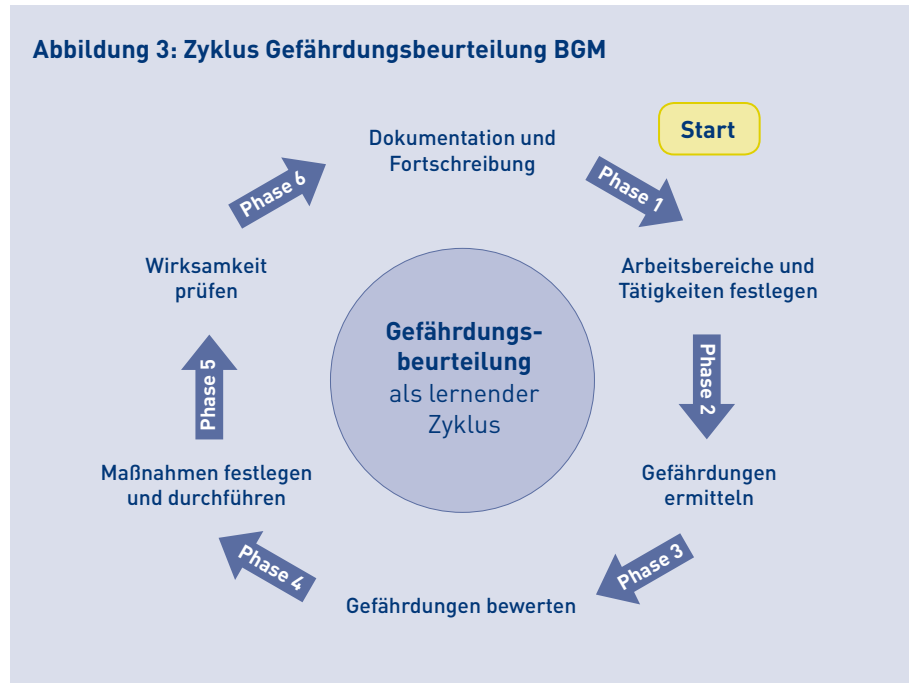 Abbildung 3: Zyklus Gefährdungsbeurteilung BGM
Start
Phase 1
Arbeitsbereiche und
Tätigkeiten festlegen
Phase 2
Gefährdungen
ermitteln
Phase 3
Gefährdungen bewerten
Phase 4
Maßnahmen festlegen
und durchführen
Phase 5
Wirksamkeit
prüfen
Phase 6
Dokumentation und
Fortschreibung
Gefährdungs-
beurteilung
als lernender
Zyklus